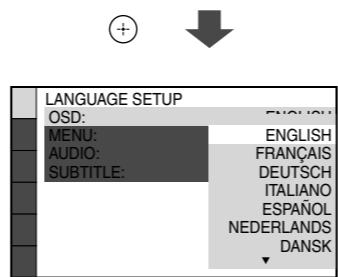 LANGUAGE SETUP
OSD:
MENU:
AUDIO:
SUBTITLE:
ENGLISH
FRANÇAIS
DEUTSCH
ITALIANO
ESPAÑOL
NEDERLANDS
DANSK